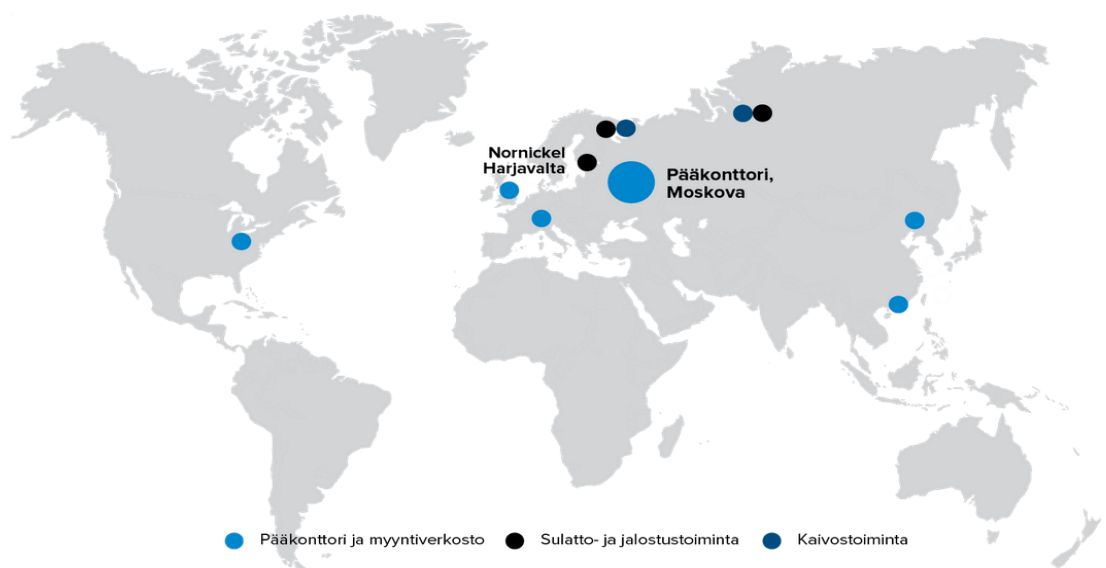 Nornickel
Harjavalta
Pääkonttori,
Moskova
Pääkonttori ja myyntiverkosto
Sulatto- ja jalostustoiminta
Kaivostoiminta